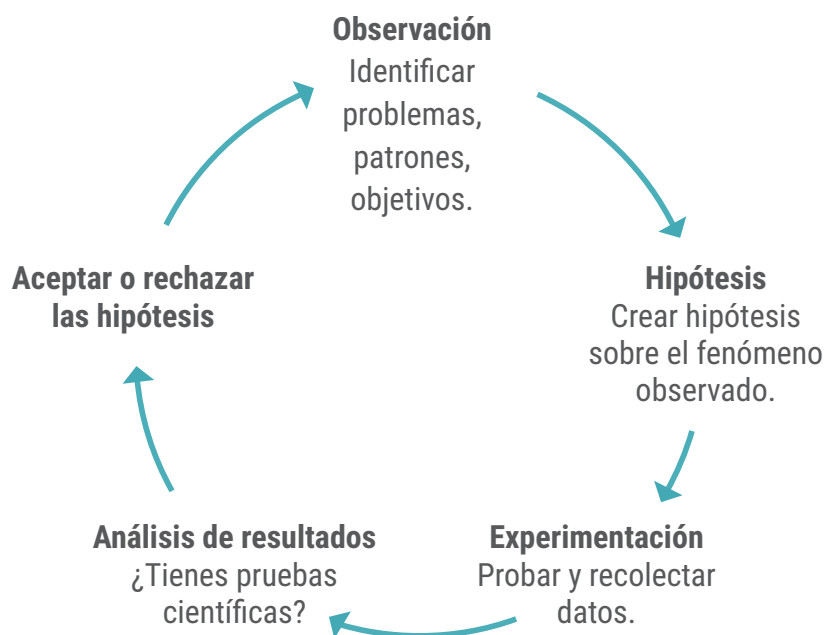 Observación
Identificar
problemas,
patrones,
objetivos.
Hipótesis
Crear hipótesis
sobre el fenómeno
observado.
Experimentación
Probar y recolectar
datos.
Análisis de resultados
¿Tienes pruebas
científicas?
Aceptar o rechazar
las hipótesis